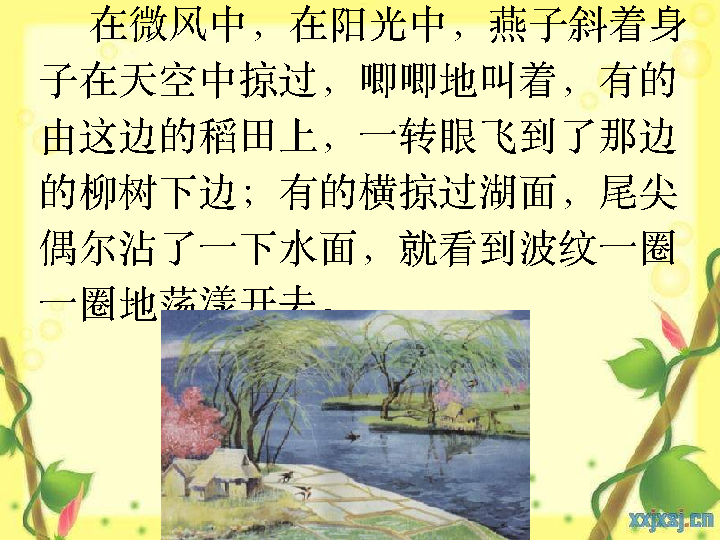 在微风中，在阳光中，燕子斜着身
子在天空中掠过，唧唧地叫着，有的
由这边的稻田上，一转眼飞到了那边
的柳树下边；有的横掠过湖面，尾尖
偶尔沾了一下水面，就看到波纹一圈
一圈地荡漾开去。
xxjxsj.cn